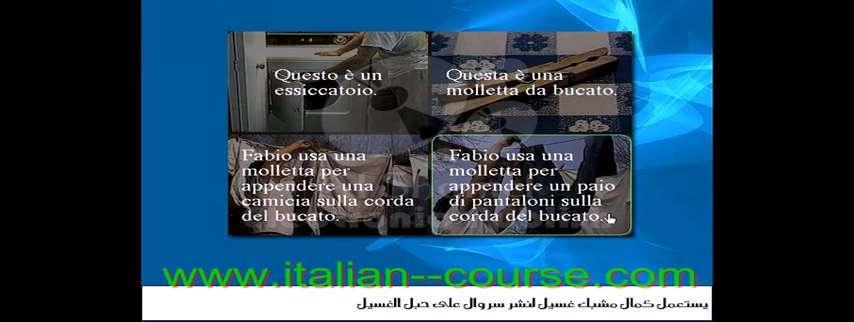 Questo è un
essiccatoio.
Questa è una
molletta da bucato.
Fabio usa una
molletta per
appendere una
camicia sulla corda
del bucato.
Fabio usa una
molletta per
appendere un paio
di pantaloni sulla
corda del bucato.
www.italian--course.com
يستعمل كمال مشبك غسيل لنشر سروال على حبل الغسيل